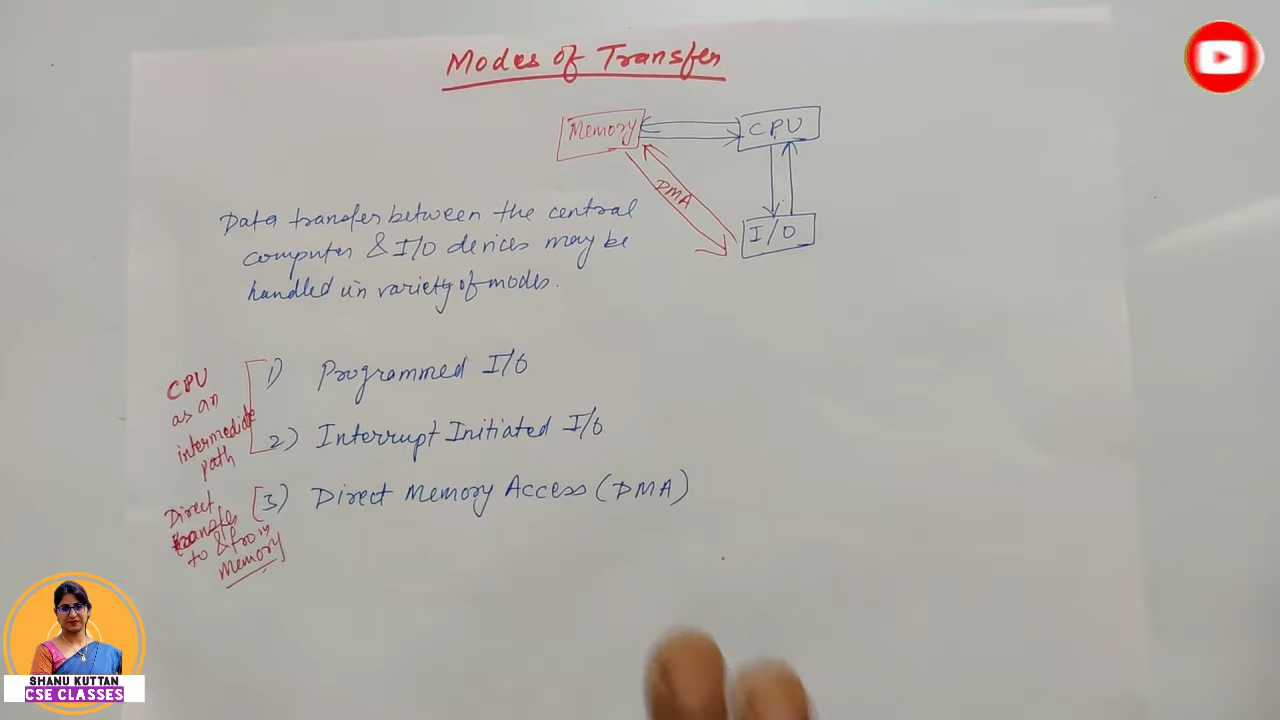 Modes of Transfer
Memory
CPU
DMA
I/O
Data transfer between the central
computer & I/O devices may be
handled in variety of modes.
CPU
as an
intermediate
path
1) Programmed I/O
2) Interrupt Initiated I/O
3) Direct Memory Access (DMA)
Direct
transfer
to & from
Memory
SHANU KUTTAN
CSE CLASSES